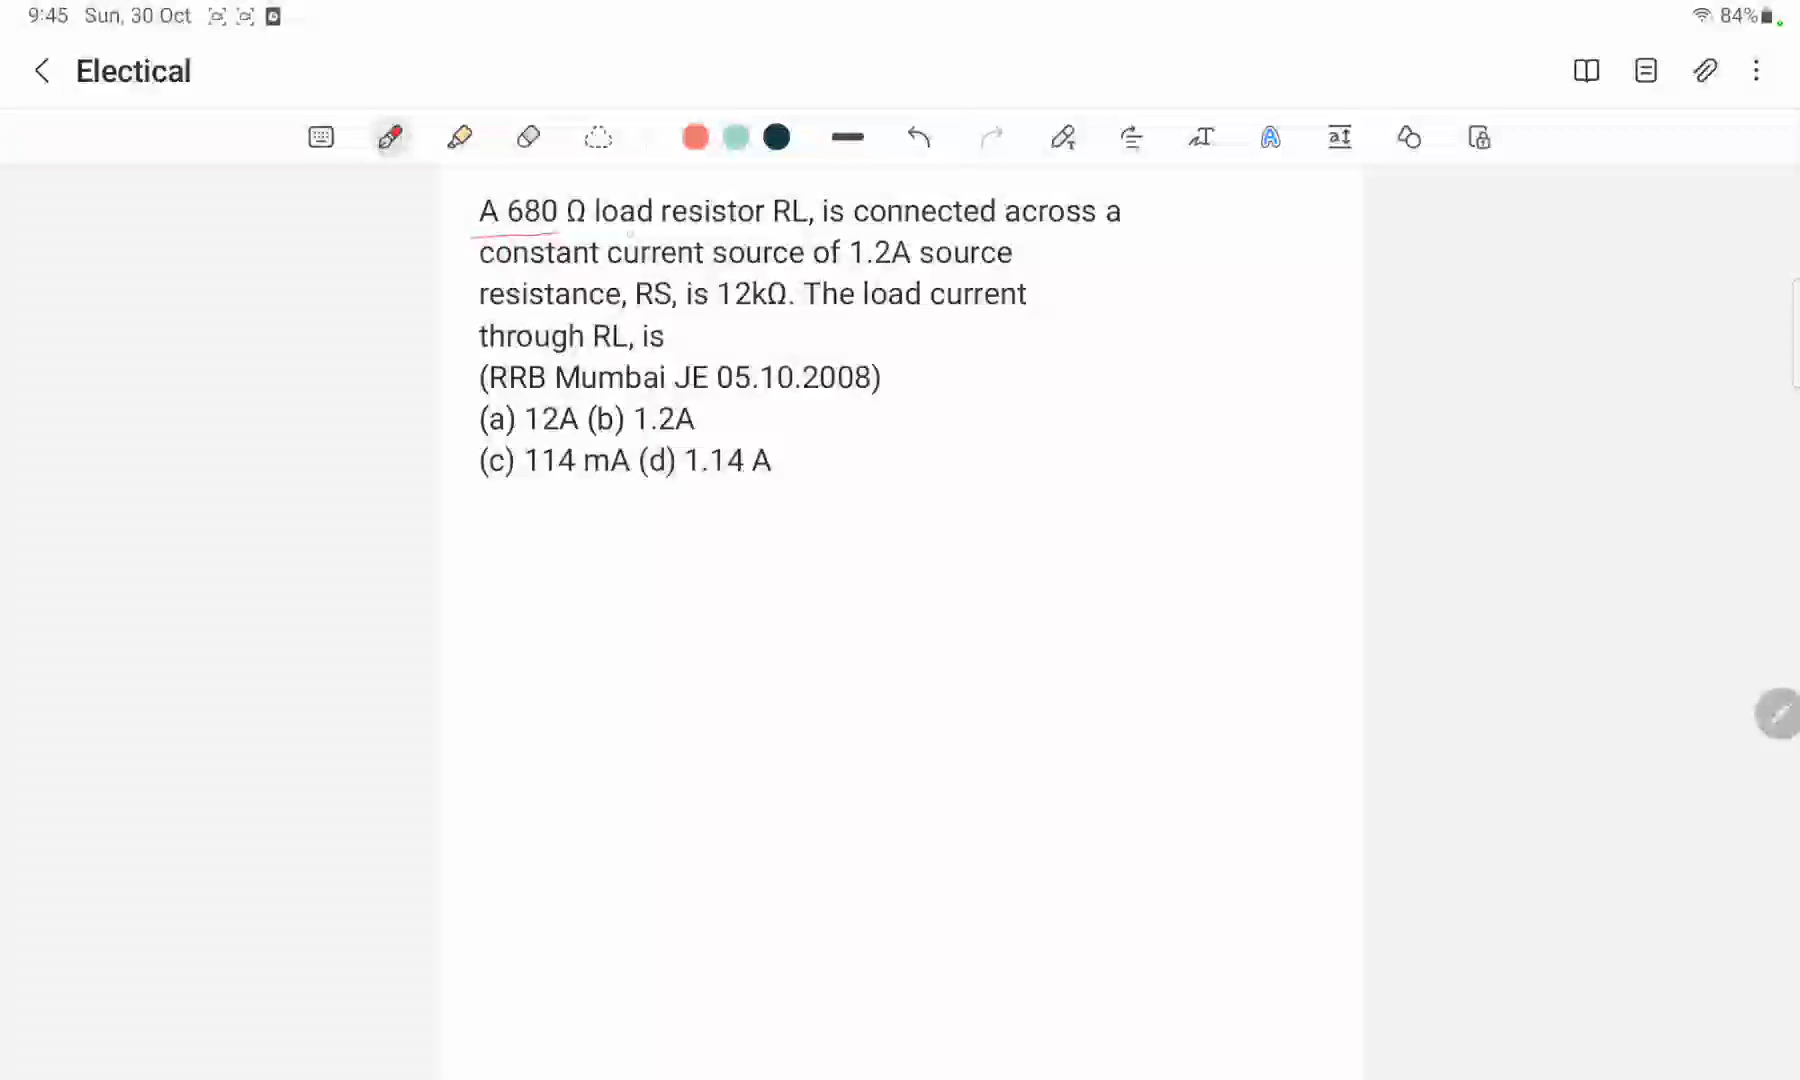 9:45 Sun, 30 Oct 84%
Electical
A 680 Ω load resistor RL, is connected across a
constant current source of 1.2A source
resistance, RS, is 12kΩ. The load current
through RL, is
(RRB Mumbai JE 05.10.2008)
(a) 12A (b) 1.2A
(c) 114 mA (d) 1.14 A